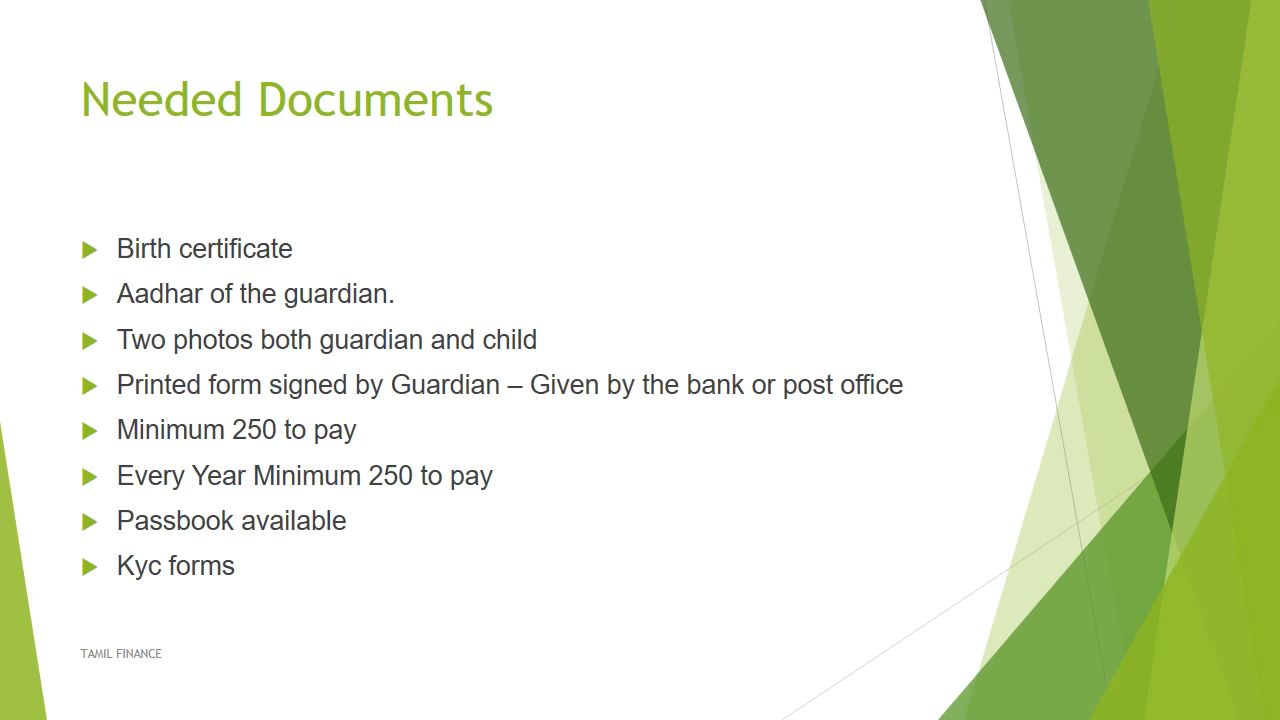 Needed Documents
Birth certificate
Aadhar of the guardian.
Two photos both guardian and child
Printed form signed by Guardian – Given by the bank or post office
Minimum 250 to pay
Every Year Minimum 250 to pay
Passbook available
Kyc forms
TAMIL FINANCE